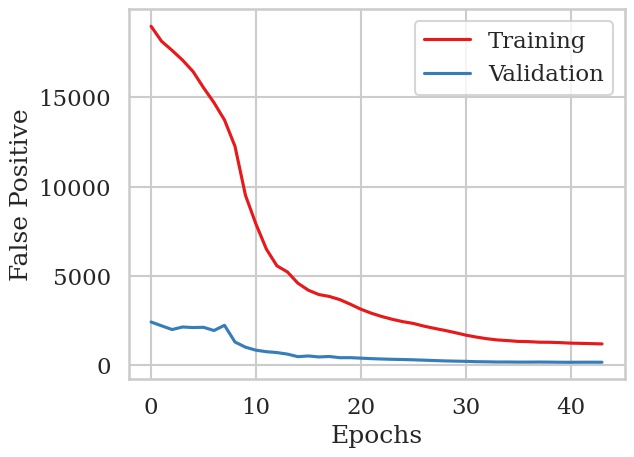 Training
Validation
False Positive
15000
10000
5000
0
0 10 20 30 40
Epochs